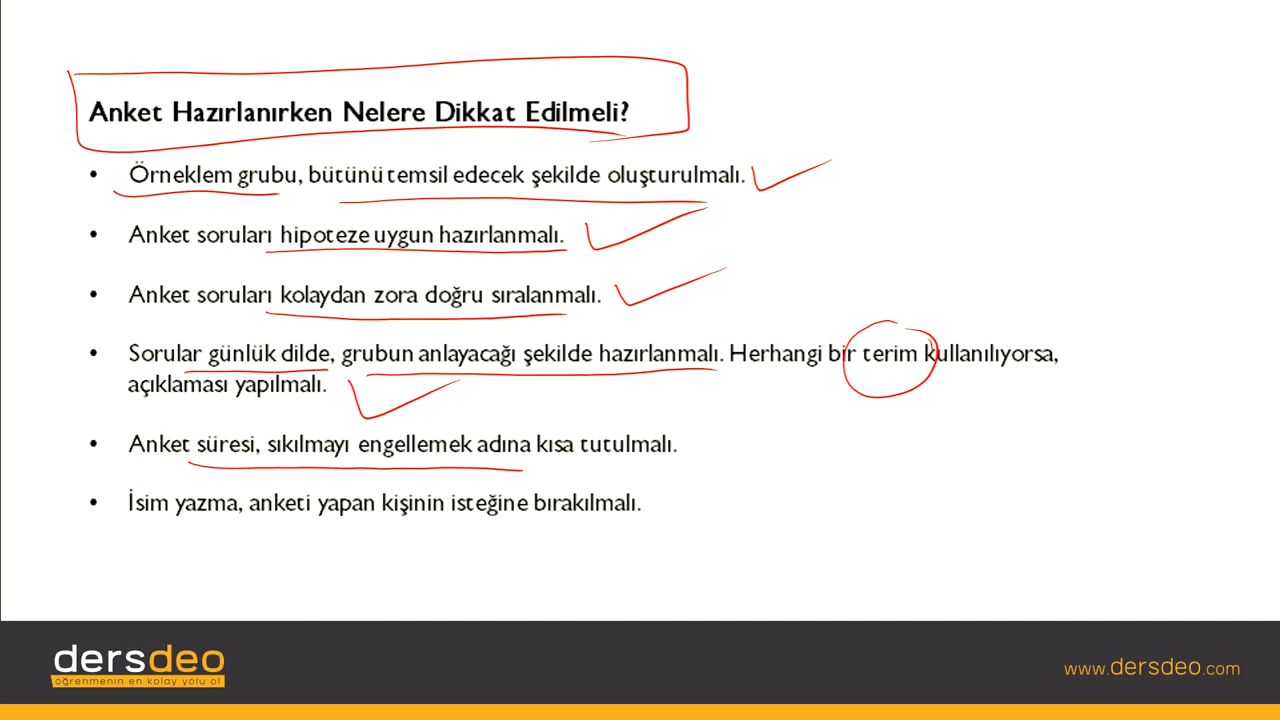 Anket Hazırlanırken Nelere Dikkat Edilmeli?
• Örneklem grubu, bütünü temsil edecek şekilde oluşturulmalı.
• Anket soruları hipoteze uygun hazırlanmalı.
• Anket soruları kolaydan zora doğru sıralanmalı.
• Sorular günlük dilde, grubun anlayacağı şekilde hazırlanmalı. Herhangi bir terim kullanılıyorsa,
açıklaması yapılmalı.
• Anket süresi, sıkılmayı engellemek adına kısa tutulmalı.
• İsim yazma, anketi yapan kişinin isteğine bırakılmalı.
dersdeo
öğrenmenin en kolay yolu o!
www.dersdeo.com